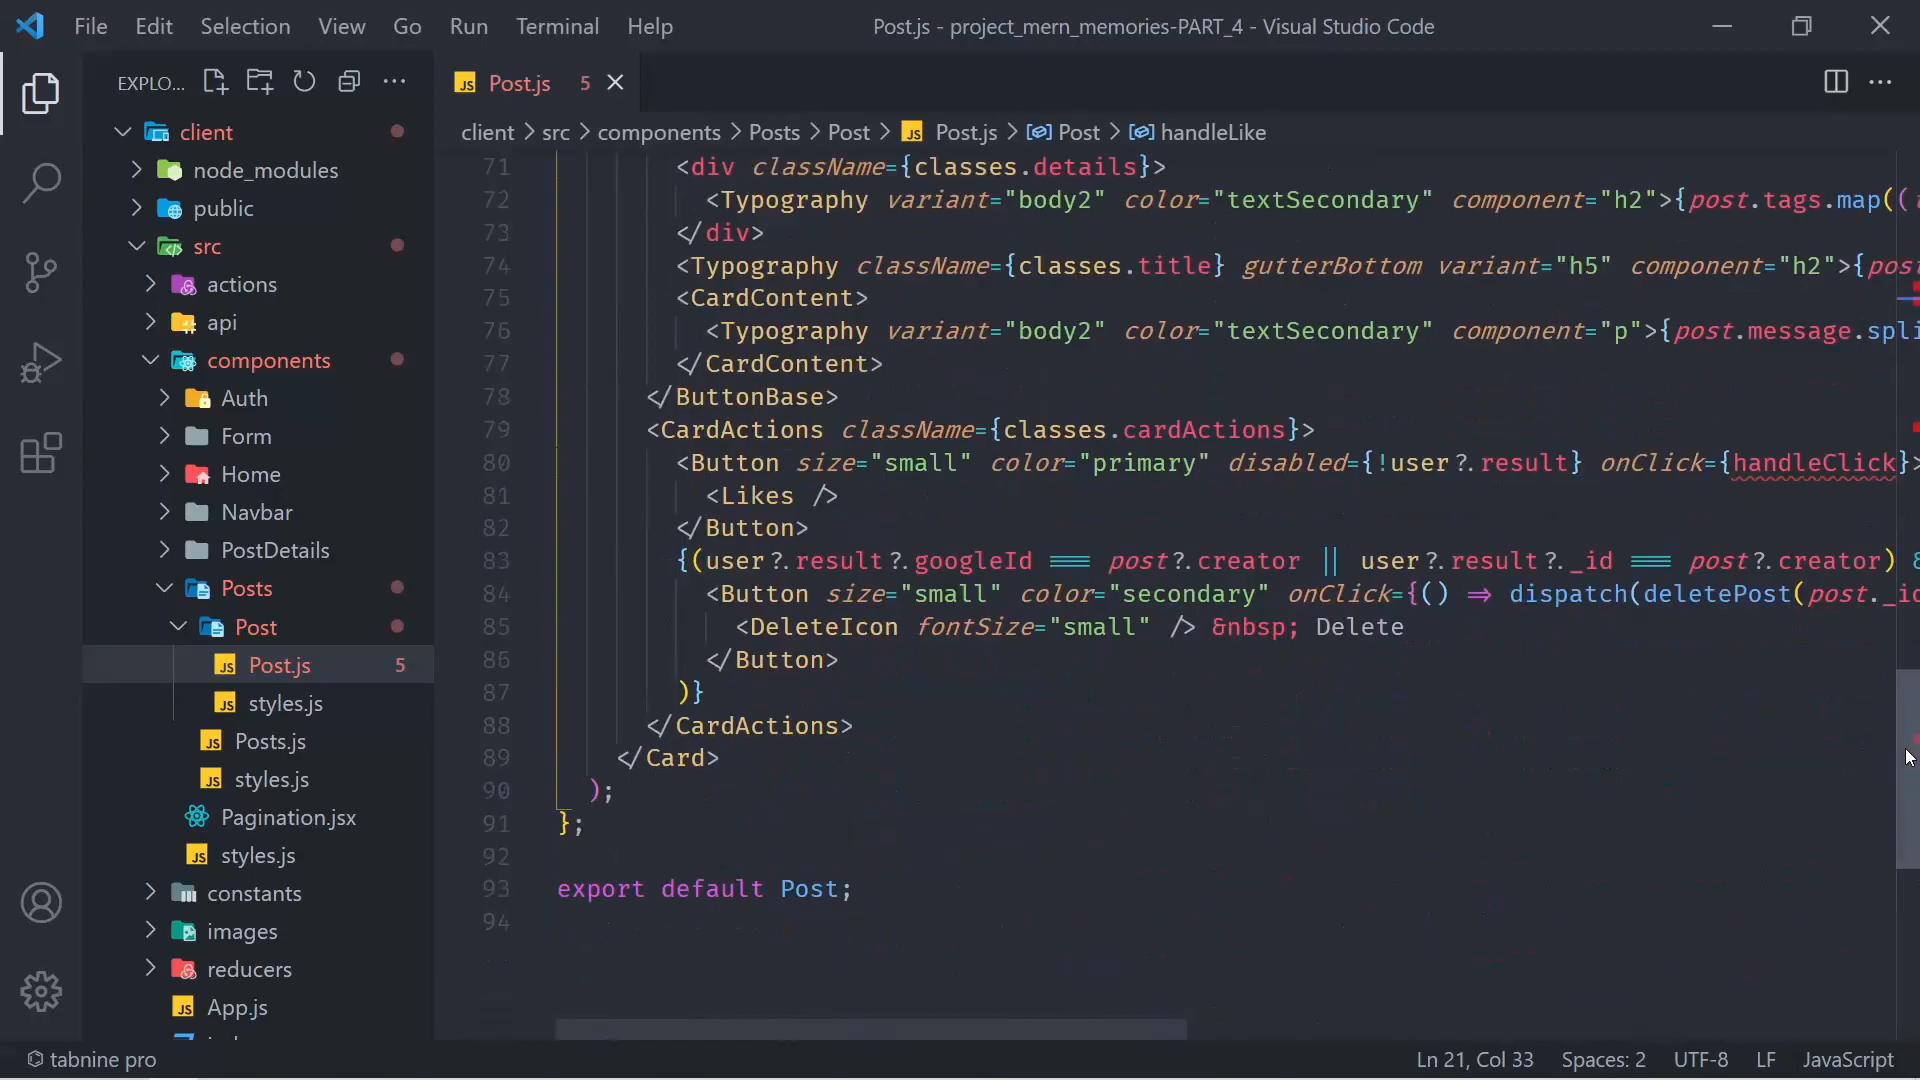 File Edit Selection View Go Run Terminal Help
Post.js - project_mern_memories-PART_4 - Visual Studio Code
EXPLO...
Post.js 5
client
node_modules
public
src
actions
api
components
Auth
Form
Home
Navbar
PostDetails
Posts
Post
Post.js 5
styles.js
Posts.js
styles.js
Pagination.jsx
styles.js
constants
images
reducers
App.js
client > src > components > Posts > Post > Post.js > Post > handleLike
71 <div className={classes.details}>
72 <Typography variant="body2" color="textSecondary" component="h2">{post.tags.map((
73 </div>
74 <Typography className={classes.title} gutterBottom variant="h5" component="h2">{post
75 <CardContent>
76 <Typography variant="body2" color="textSecondary" component="p">{post.message.spli
77 </CardContent>
78 </ButtonBase>
79 <CardActions className={classes.cardActions}>
80 <Button size="small" color="primary" disabled={!user?.result} onClick={handleClick}>
81 <Likes />
82 </Button>
83 {(user?.result?.googleId === post?.creator || user?.result?._id === post?.creator) &
84 <Button size="small" color="secondary" onClick={() => dispatch(deletePost(post._id
85 <DeleteIcon fontSize="small" /> &nbsp; Delete
86 </Button>
87 )}
88 </CardActions>
89 </Card>
90 );
91 };
92
93 export default Post;
94
tabnine pro
Ln 21, Col 33 Spaces: 2 UTF-8 LF JavaScript